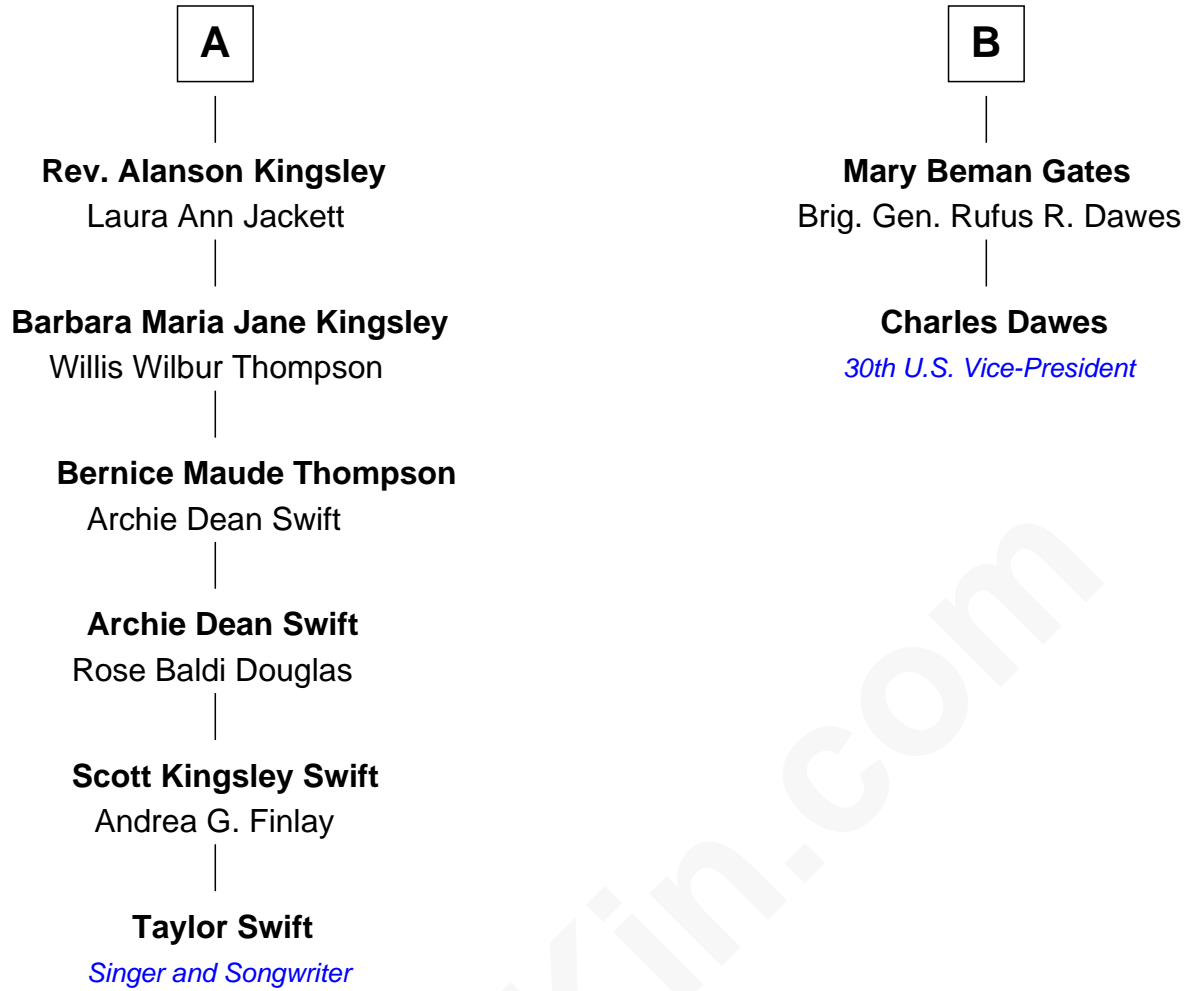 A
Rev. Alanson Kingsley
Laura Ann Jackett
Barbara Maria Jane Kingsley
Willis Wilbur Thompson
Bernice Maude Thompson
Archie Dean Swift
Archie Dean Swift
Rose Baldi Douglas
Scott Kingsley Swift
Andrea G. Finlay
Taylor Swift
Singer and Songwriter
B
Mary Beman Gates
Brig. Gen. Rufus R. Dawes
Charles Dawes
30th U.S. Vice-President
kin.com